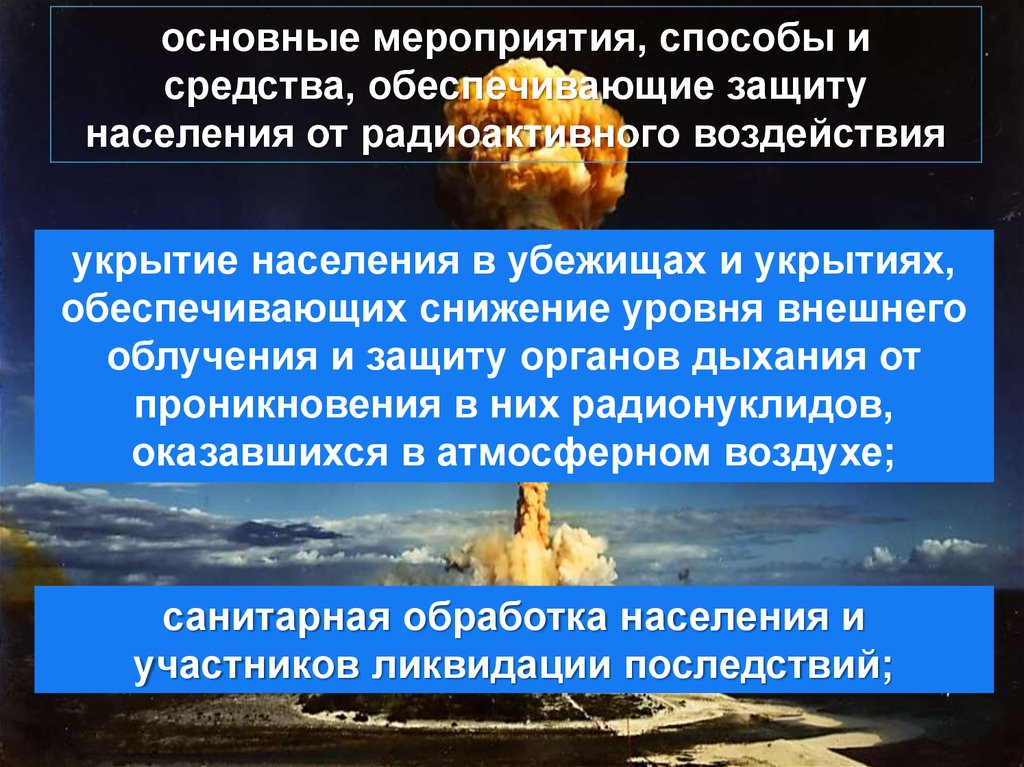 основные мероприятия, способы и
средства, обеспечивающие защиту
населения от радиоактивного воздействия
укрытие населения в убежищах и укрытиях,
обеспечивающих снижение уровня внешнего
облучения и защиту органов дыхания от
проникновения в них радионуклидов,
оказавшихся в атмосферном воздухе;
санитарная обработка населения и
участников ликвидации последствий;